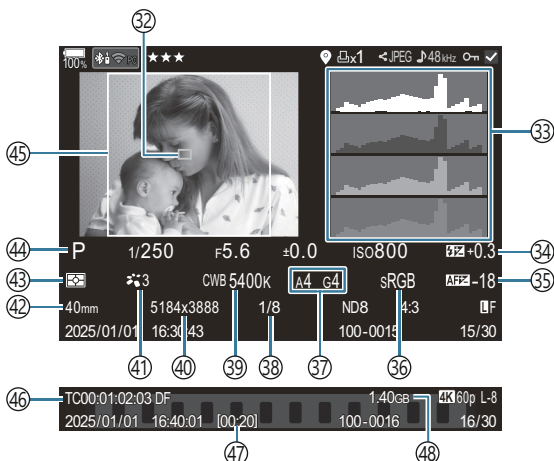 ㉜
100% PC ★★★ x1 JPEG ♪48kHz
㉝
㊺
㊹ P 1/250 F5.6 ±0.0 ISO800 +0.3 ㉞
㊸ 3 CWB 5400K A4 G4 sRGB AF -18 ㉟
㊷ 40mm 5184x3888 1/8 ND8 4:3 LF
2025/01/01 16:30:43 100-0015 15/30
㊶ ㊵ ㊴ ㊳ ㊲ ㊱
㊻ TC00:01:02:03 DF 1.40GB 4K 60p L-8
2025/01/01 16:40:01 [00:20] 100-0016 16/30
㊼ ㊽